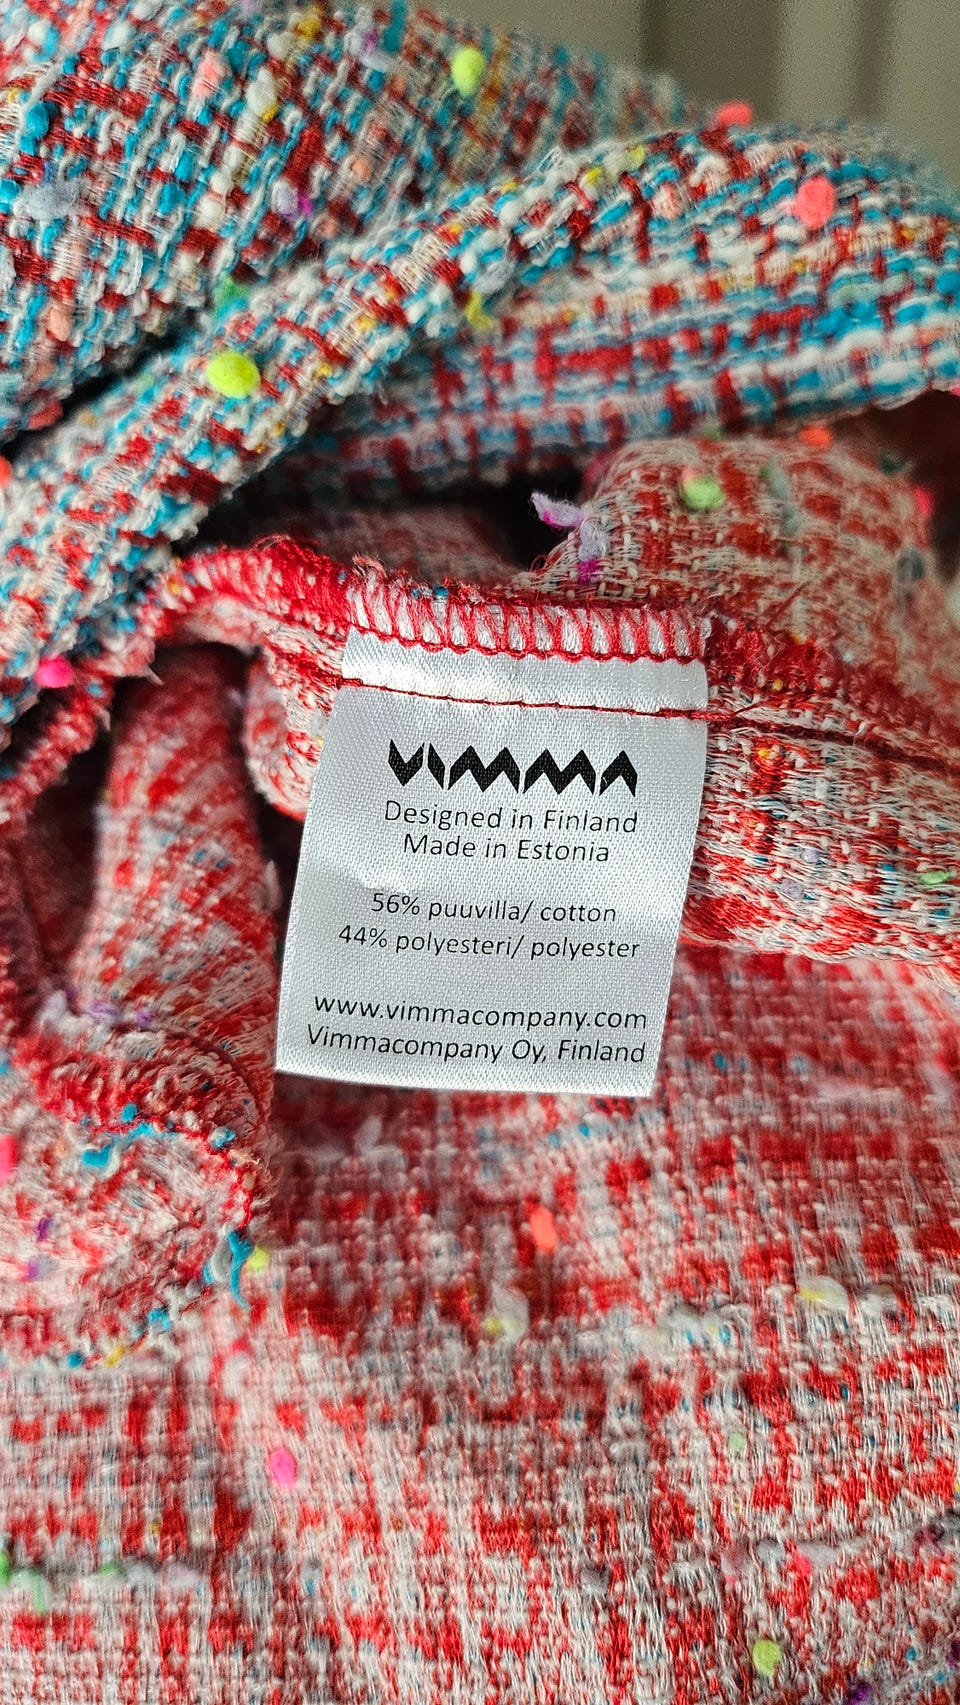 VIMMA
Designed in Finland
Made in Estonia
56% puuvilla/ cotton
44% polyesteri/ polyester
www.vimmacompany.com
Vimmacompany Oy, Finland